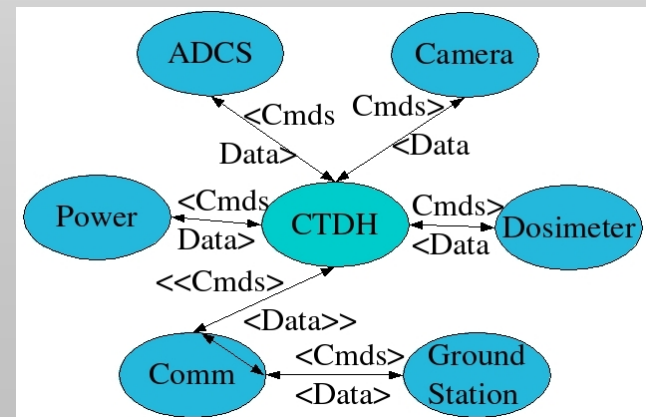 ADCS
Camera
<Cmds
Cmds>
Data>
<Data
Power
<Cmds
Data>
CTDH
Cmds>
<Data
Dosimeter
<<Cmds>
<Data>>
Comm
<Cmds>
<Data>
Ground
Station